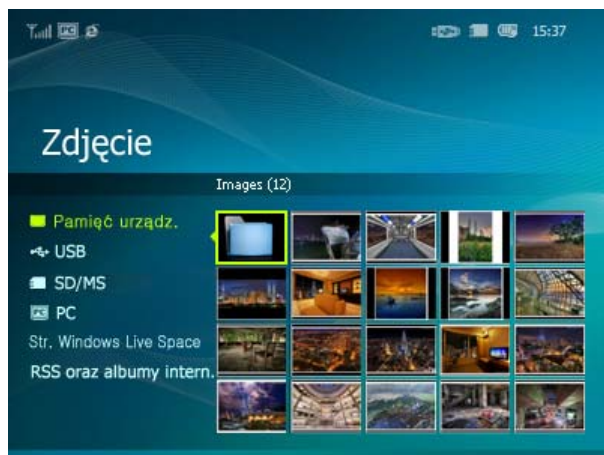 15:37
Zdjęcie
Images (12)
Pamięć urządz.
USB
SD/MS
PC
Str. Windows Live Space
RSS oraz albumy intern.